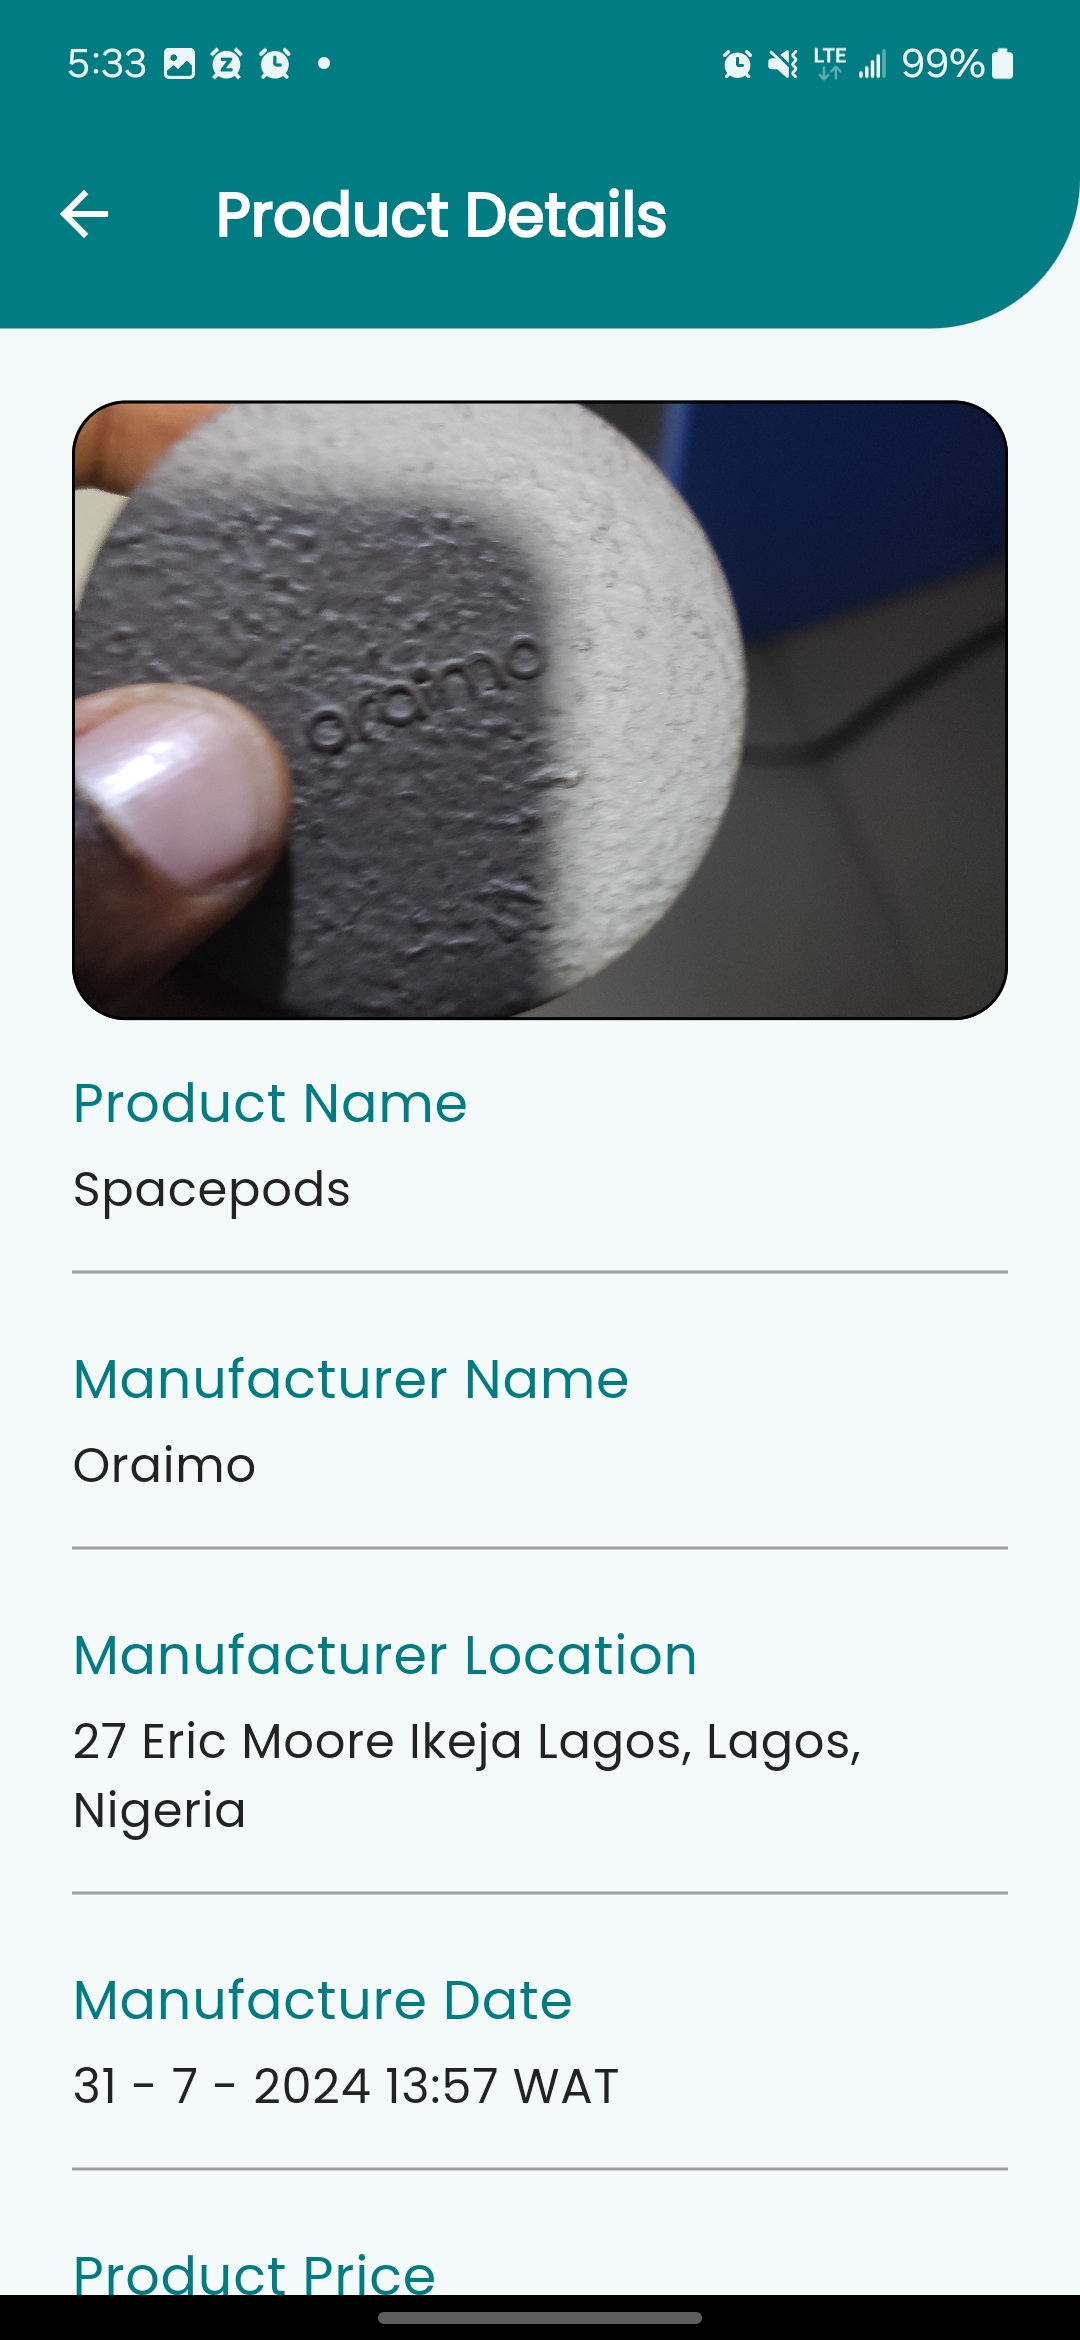 5:33 LTE 99%
Product Details
oraimo
Product Name
Spacepods
Manufacturer Name
Oraimo
Manufacturer Location
27 Eric Moore Ikeja Lagos, Lagos,
Nigeria
Manufacture Date
31 - 7 - 2024 13:57 WAT
Product Price